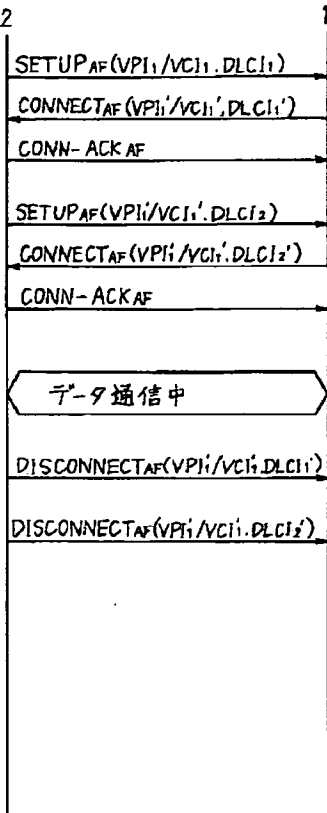 2 1
SETUPAF(VPI₁/VCI₁.DLCI₁)
CONNECTAF(VPI₁'/VCI₁',DLCI₁')
CONN-ACKAF
SETUPAF(VPI₁'/VCI₁'.DLCI₂)
CONNECTAF(VPI₁'/VCI₁'.DLCI₂')
CONN-ACKAF
データ通信中
DISCONNECTAF(VPI₁'/VCI₁'.DLCI₁')
DISCONNECTAF(VPI₁'/VCI₁'.DLCI₂')